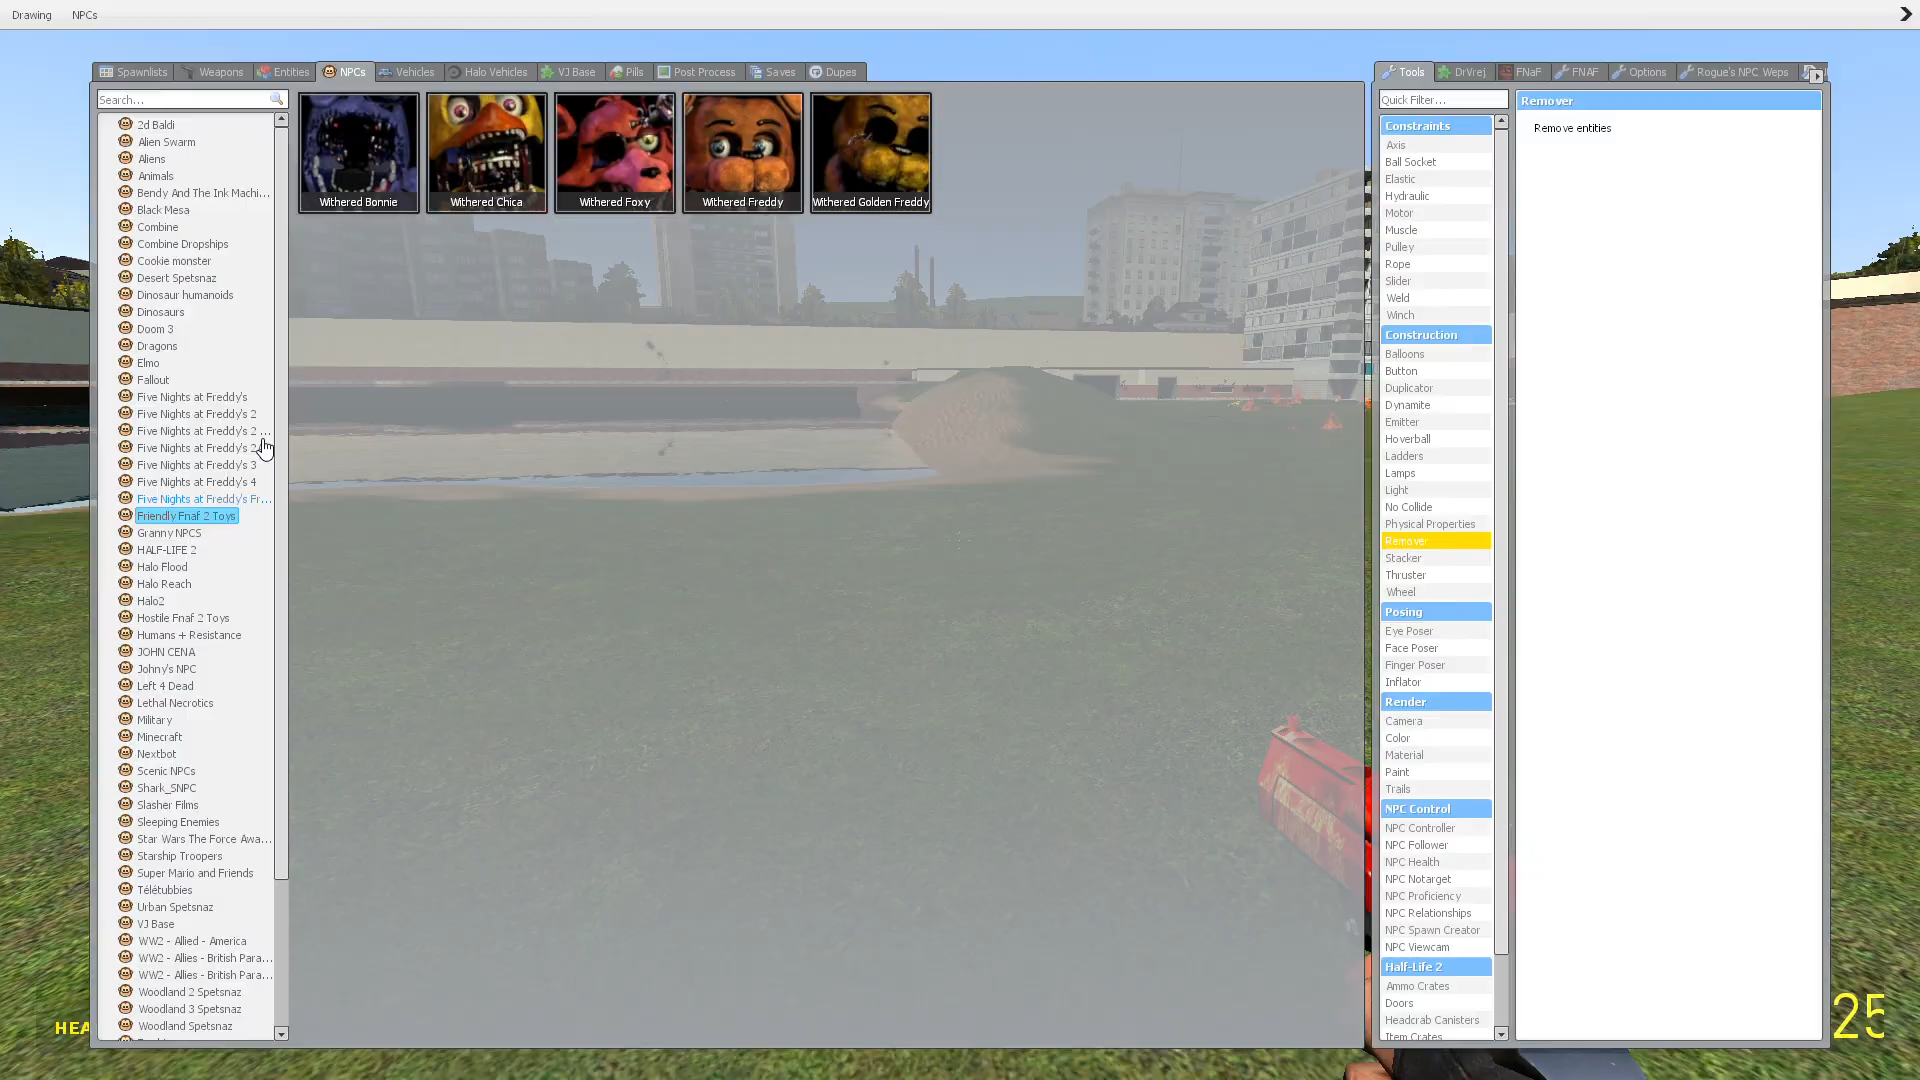 Drawing NPCs
Spawnlists Weapons Entities NPCs Vehicles Halo Vehicles VJ Base Pills Post Process Saves Dupes
Search...
2d Baldi
Alien Swarm
Aliens
Animals
Bendy And The Ink Machi...
Black Mesa
Combine
Combine Dropships
Cookie monster
Desert Spetsnaz
Dinosaur humanoids
Dinosaurs
Doom 3
Dragons
Elmo
Fallout
Five Nights at Freddy's
Five Nights at Freddy's 2
Five Nights at Freddy's 2 ...
Five Nights at Freddy's 2
Five Nights at Freddy's 3
Five Nights at Freddy's 4
Five Nights at Freddy's Fr...
Friendly Fnaf 2 Toys
Granny NPCS
HALF-LIFE 2
Halo Flood
Halo Reach
Halo2
Hostile Fnaf 2 Toys
Humans + Resistance
JOHN CENA
Johny's NPC
Left 4 Dead
Lethal Necrotics
Military
Minecraft
Nextbot
Scenic NPCs
Shark_SNPC
Slasher Films
Sleeping Enemies
Star Wars The Force Awa...
Starship Troopers
Super Mario and Friends
Télétubbies
Urban Spetsnaz
VJ Base
WW2 - Allied - America
WW2 - Allies - British Para...
WW2 - Allies - British Para...
Woodland 2 Spetsnaz
Woodland 3 Spetsnaz
Woodland Spetsnaz
Withered Bonnie
Withered Chica
Withered Foxy
Withered Freddy
Withered Golden Freddy
Tools DrVrej FNaF FNAF Options Rogue's NPC Weps
Quick Filter...
Constraints
Axis
Ball Socket
Elastic
Hydraulic
Motor
Muscle
Pulley
Rope
Slider
Weld
Winch
Construction
Balloons
Button
Duplicator
Dynamite
Emitter
Hoverball
Ladders
Lamps
Light
No Collide
Physical Properties
Remover
Stacker
Thruster
Wheel
Posing
Eye Poser
Face Poser
Finger Poser
Inflator
Render
Camera
Color
Material
Paint
Trails
NPC Control
NPC Controller
NPC Follower
NPC Health
NPC Notarget
NPC Proficiency
NPC Relationships
NPC Spawn Creator
NPC Viewcam
Half-Life 2
Ammo Crates
Doors
Headcrab Canisters
Item Crates
Remover
Remove entities
HEA
25